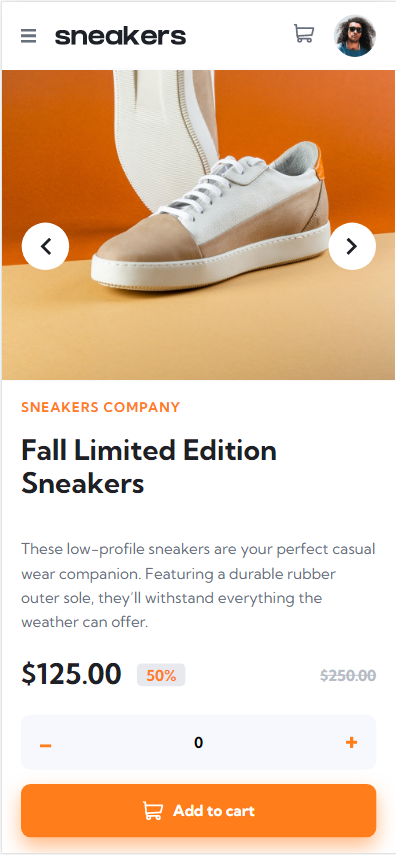 sneakers
SNEAKERS COMPANY
Fall Limited Edition
Sneakers
These low-profile sneakers are your perfect casual
wear companion. Featuring a durable rubber
outer sole, they’ll withstand everything the
weather can offer.
$125.00 50% $250.00
– 0 +
Add to cart